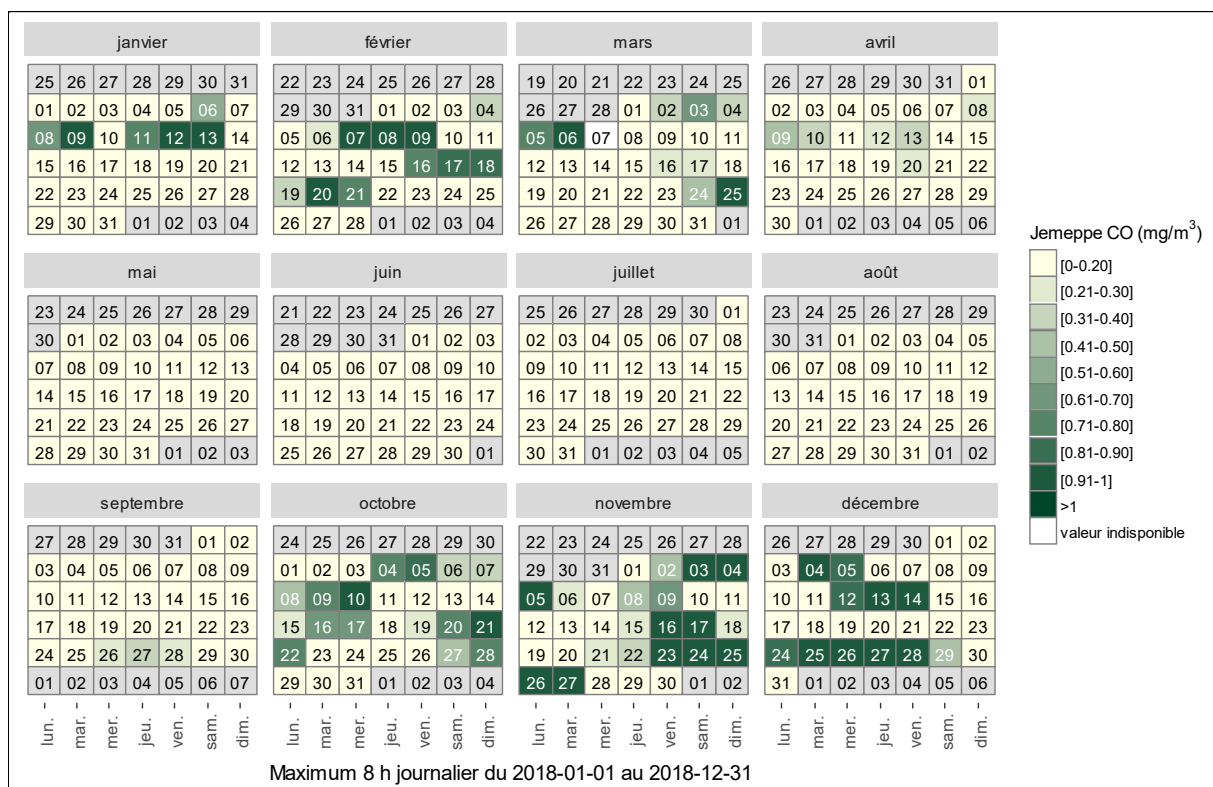 janvier février mars avril
25 26 27 28 29 30 31 22 23 24 25 26 27 28 19 20 21 22 23 24 25 26 27 28 29 30 31 01
01 02 03 04 05 06 07 29 30 31 01 02 03 04 26 27 28 01 02 03 04 02 03 04 05 06 07 08
08 09 10 11 12 13 14 05 06 07 08 09 10 11 05 06 07 08 09 10 11 09 10 11 12 13 14 15
15 16 17 18 19 20 21 12 13 14 15 16 17 18 12 13 14 15 16 17 18 16 17 18 19 20 21 22
22 23 24 25 26 27 28 19 20 21 22 23 24 25 19 20 21 22 23 24 25 23 24 25 26 27 28 29
29 30 31 01 02 03 04 26 27 28 01 02 03 04 26 27 28 29 30 31 01 30 01 02 03 04 05 06
mai juin juillet août
23 24 25 26 27 28 29 21 22 23 24 25 26 27 25 26 27 28 29 30 01 23 24 25 26 27 28 29
30 01 02 03 04 05 06 28 29 30 31 01 02 03 02 03 04 05 06 07 08 30 31 01 02 03 04 05
07 08 09 10 11 12 13 04 05 06 07 08 09 10 09 10 11 12 13 14 15 06 07 08 09 10 11 12
14 15 16 17 18 19 20 11 12 13 14 15 16 17 16 17 18 19 20 21 22 13 14 15 16 17 18 19
21 22 23 24 25 26 27 18 19 20 21 22 23 24 23 24 25 26 27 28 29 20 21 22 23 24 25 26
28 29 30 31 01 02 03 25 26 27 28 29 30 01 30 31 01 02 03 04 05 27 28 29 30 31 01 02
septembre octobre novembre décembre
27 28 29 30 31 01 02 24 25 26 27 28 29 30 22 23 24 25 26 27 28 26 27 28 29 30 01 02
03 04 05 06 07 08 09 01 02 03 04 05 06 07 29 30 31 01 02 03 04 03 04 05 06 07 08 09
10 11 12 13 14 15 16 08 09 10 11 12 13 14 05 06 07 08 09 10 11 10 11 12 13 14 15 16
17 18 19 20 21 22 23 15 16 17 18 19 20 21 12 13 14 15 16 17 18 17 18 19 20 21 22 23
24 25 26 27 28 29 30 22 23 24 25 26 27 28 19 20 21 22 23 24 25 24 25 26 27 28 29 30
01 02 03 04 05 06 07 29 30 31 01 02 03 04 26 27 28 29 30 01 02 31 01 02 03 04 05 06
lun. mar. mer. jeu. ven. sam. dim. lun. mar. mer. jeu. ven. sam. dim. lun. mar. mer. jeu. ven. sam. dim. lun. mar. mer. jeu. ven. sam. dim.
Maximum 8 h journalier du 2018-01-01 au 2018-12-31
Jemeppe CO (mg/m³)
[0-0.20]
[0.21-0.30]
[0.31-0.40]
[0.41-0.50]
[0.51-0.60]
[0.61-0.70]
[0.71-0.80]
[0.81-0.90]
[0.91-1]
>1
valeur indisponible